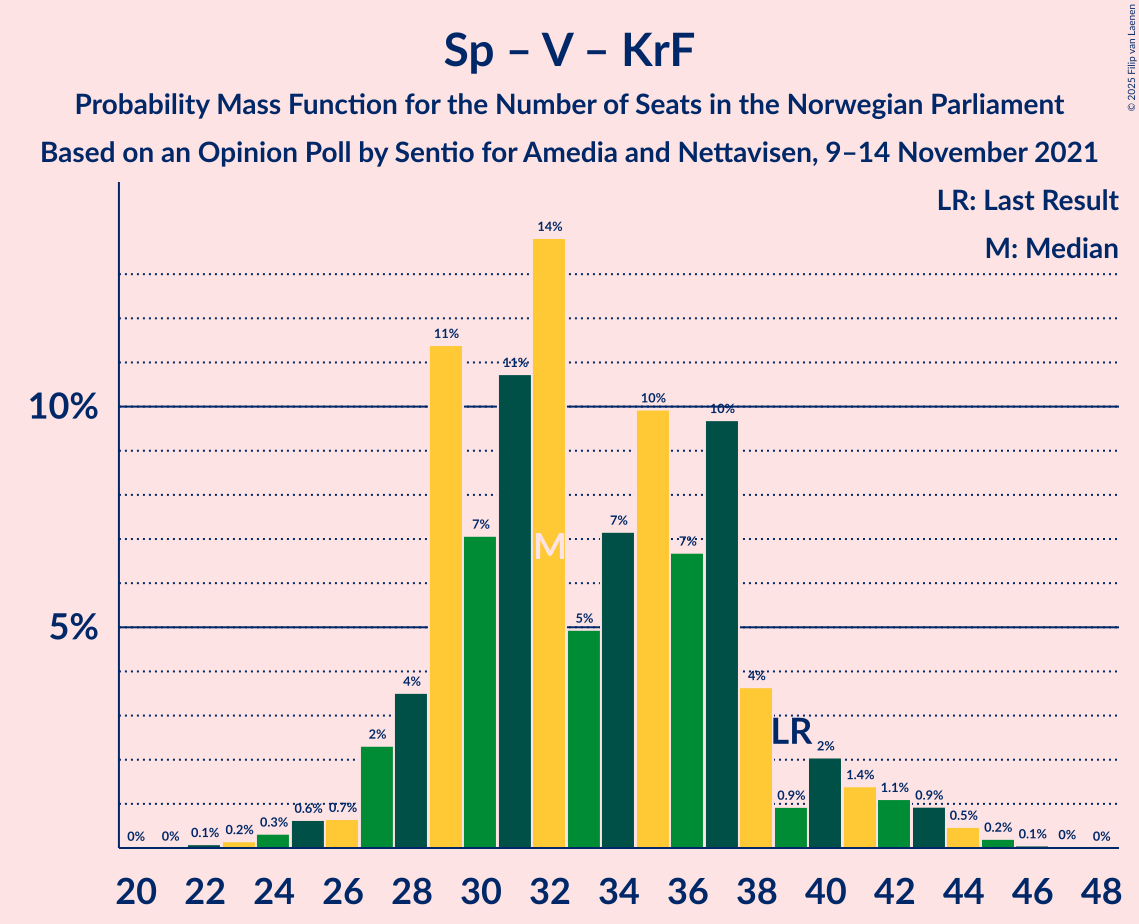 © 2025 Filip van Laenen
Sp – V – KrF
Probability Mass Function for the Number of Seats in the Norwegian Parliament
Based on an Opinion Poll by Sentio for Amedia and Nettavisen, 9–14 November 2021
LR: Last Result
M: Median
10%
5%
0% 0% 0.1% 0.2% 0.3% 0.6% 0.7% 2% 4% 11% 7% 11% 14% 5% 7% 10% 7% 10% 4% 0.9% 2% 1.4% 1.1% 0.9% 0.5% 0.2% 0.1% 0% 0%
M
LR
20 22 24 26 28 30 32 34 36 38 40 42 44 46 48